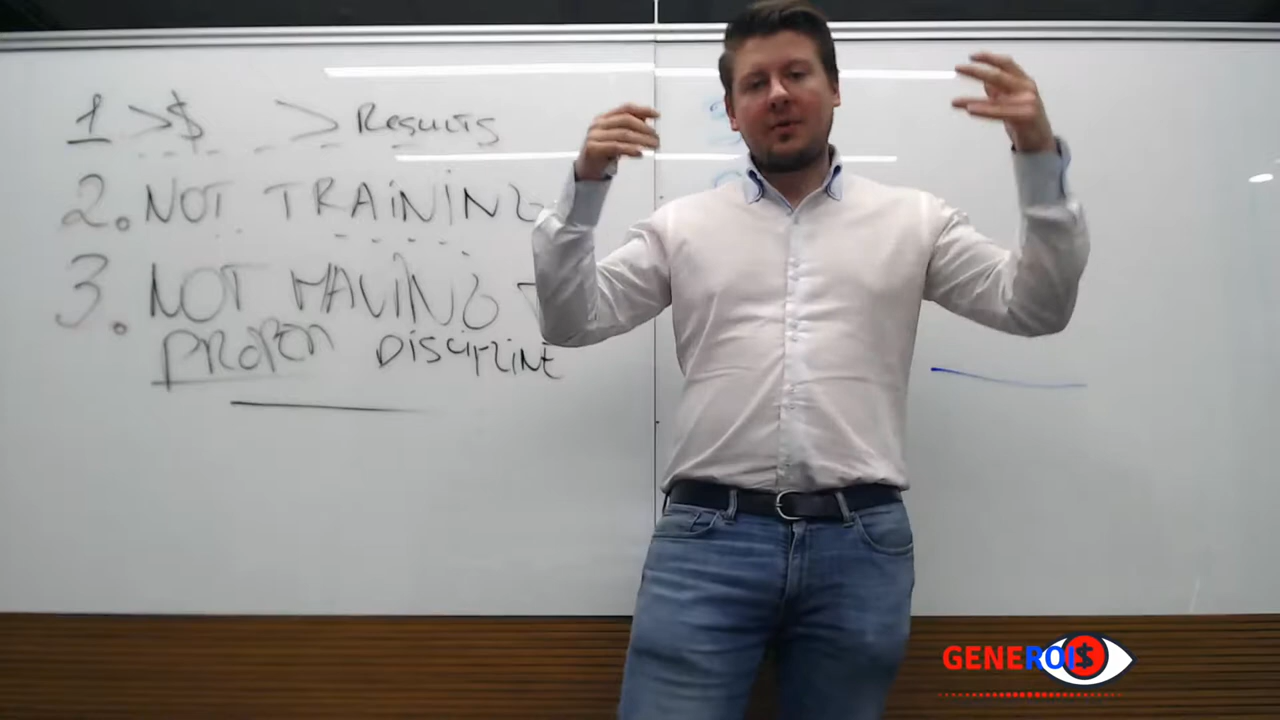 1 >$ > Results
2. NOT TRAINING
3. NOT HAVING
PROPER DISCIPLINE
GENEROI$